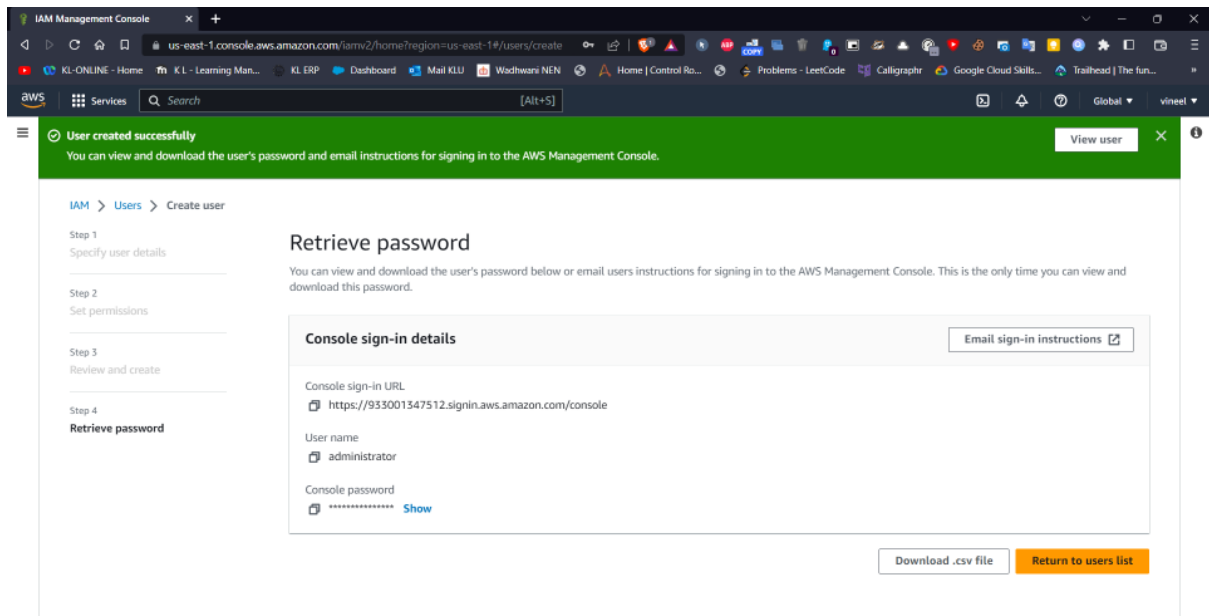 IAM Management Console
us-east-1.console.aws.amazon.com/iamv2/home?region=us-east-1#/users/create
ABP
COPY
KL-ONLINE - Home
K L - Learning Man...
KL ERP
Dashboard
Mail KLU
Wadhwani NEN
Home | Control Ro...
Problems - LeetCode
Calligraphr
Google Cloud Skills...
Trailhead | The fun...
aws
Services
Search
[Alt+S]
Global
vineel
User created successfully
You can view and download the user's password and email instructions for signing in to the AWS Management Console.
View user
IAM > Users > Create user
Step 1
Specify user details
Step 2
Set permissions
Step 3
Review and create
Step 4
Retrieve password
Retrieve password
You can view and download the user's password below or email users instructions for signing in to the AWS Management Console. This is the only time you can view and
download this password.
Console sign-in details
Email sign-in instructions
Console sign-in URL
https://933001347512.signin.aws.amazon.com/console
User name
administrator
Console password
*************** Show
Download .csv file
Return to users list